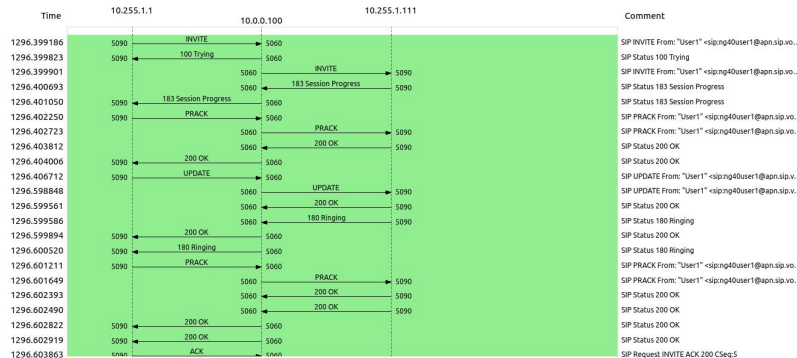 Time 10.255.1.1 10.0.0.100 10.255.1.111 Comment
1296.399186 5090 INVITE 5060 SIP INVITE From: "User1" <sip:ng40user1@apn.sip.vo..
1296.399823 5090 100 Trying 5060 SIP Status 100 Trying
1296.399901 5060 INVITE 5090 SIP INVITE From: "User1" <sip:ng40user1@apn.sip.vo..
1296.400693 5060 183 Session Progress 5090 SIP Status 183 Session Progress
1296.401050 5090 183 Session Progress 5060 SIP Status 183 Session Progress
1296.402250 5090 PRACK 5060 SIP PRACK From: "User1" <sip:ng40user1@apn.sip.vo.
1296.402723 5060 PRACK 5090 SIP PRACK From: "User1" <sip:ng40user1@apn.sip.vo.
1296.403812 5060 200 OK 5090 SIP Status 200 OK
1296.404006 5090 200 OK 5060 SIP Status 200 OK
1296.406712 5090 UPDATE 5060 SIP UPDATE From: "User1" <sip:ng40user1@apn.sip.v..
1296.598848 5060 UPDATE 5090 SIP UPDATE From: "User1" <sip:ng40user1@apn.sip.v..
1296.599561 5060 200 OK 5090 SIP Status 200 OK
1296.599586 5060 180 Ringing 5090 SIP Status 180 Ringing
1296.599894 5090 200 OK 5060 SIP Status 200 OK
1296.600520 5090 180 Ringing 5060 SIP Status 180 Ringing
1296.601211 5090 PRACK 5060 SIP PRACK From: "User1" <sip:ng40user1@apn.sip.vo.
1296.601649 5060 PRACK 5090 SIP PRACK From: "User1" <sip:ng40user1@apn.sip.vo.
1296.602393 5060 200 OK 5090 SIP Status 200 OK
1296.602490 5060 200 OK 5090 SIP Status 200 OK
1296.602822 5090 200 OK 5060 SIP Status 200 OK
1296.602919 5090 200 OK 5060 SIP Status 200 OK
1296.603863 5090 ACK 5060 SIP Request INVITE ACK 200 CSeq:5